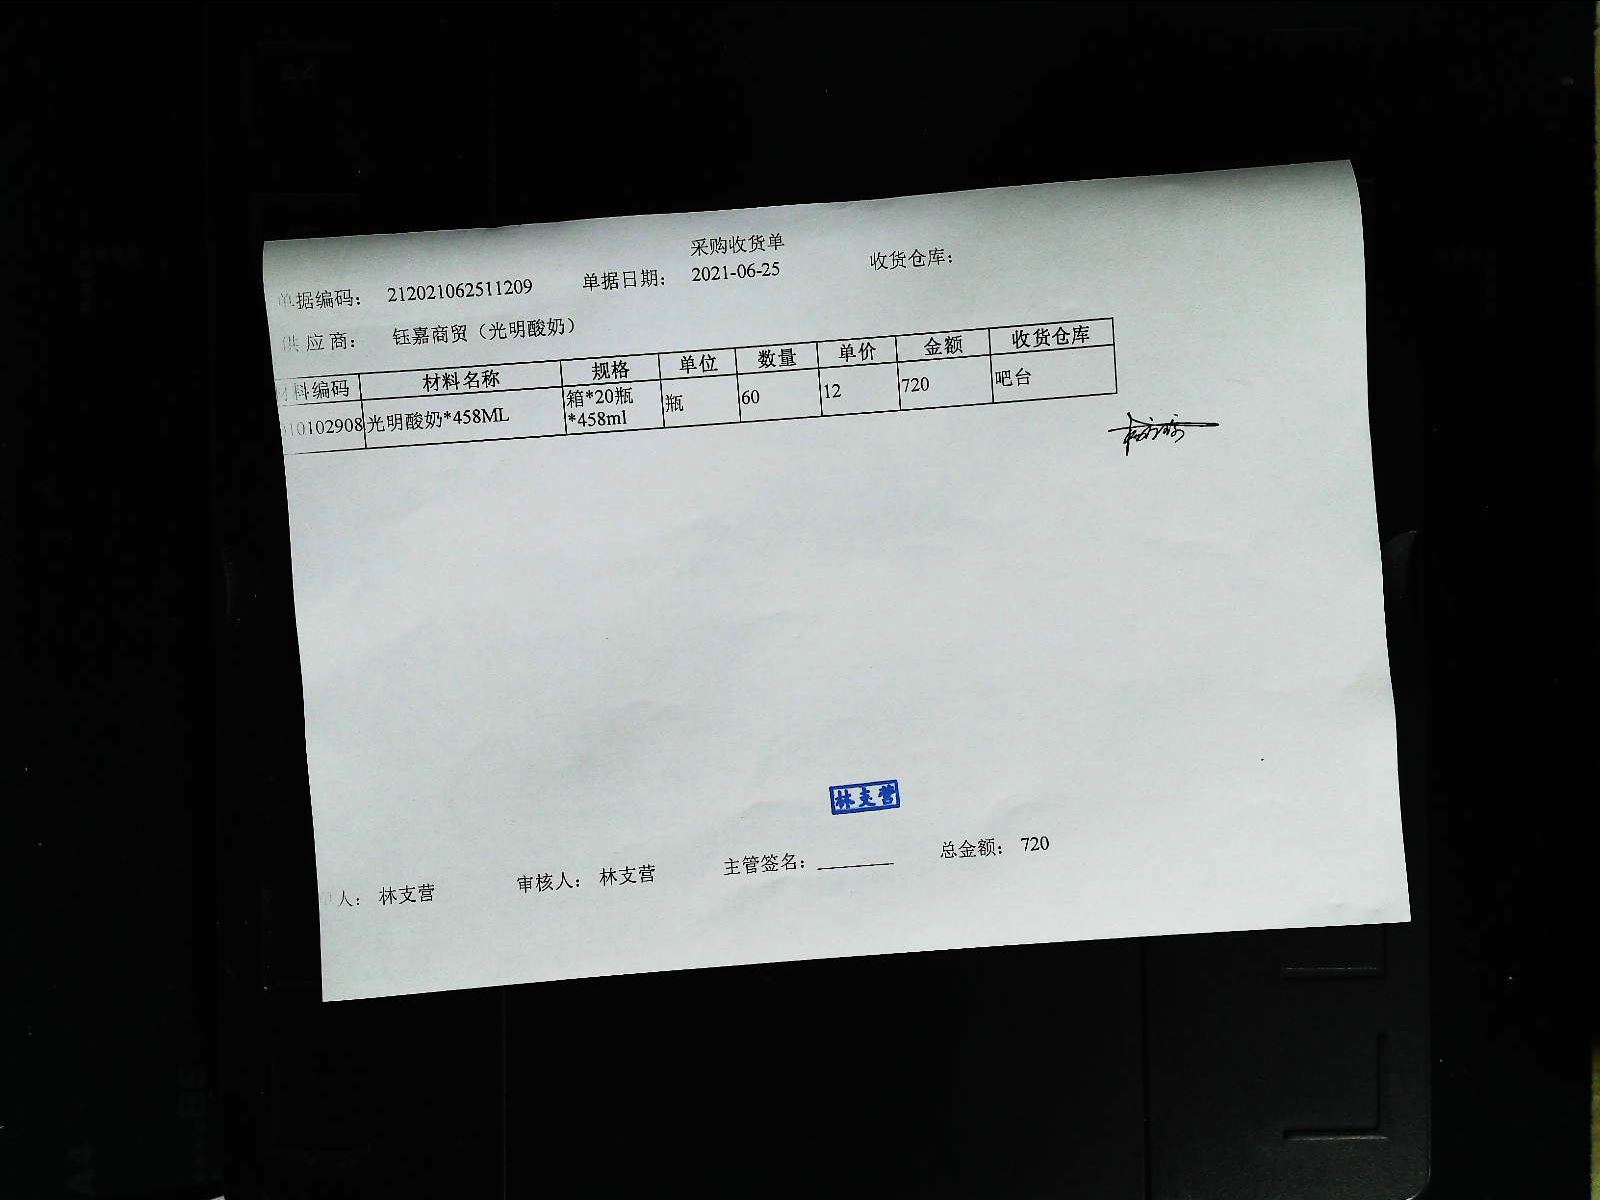 采购收货单
单据编码： 212021062511209 单据日期： 2021-06-25 收货仓库：
供应商： 钰嘉商贸（光明酸奶）
材料编码 材料名称 规格 单位 数量 单价 金额 收货仓库
010102908 光明酸奶*458ML 箱*20瓶*458ml 瓶 60 12 720 吧台
林支营
人： 林支营 审核人： 林支营 主管签名： 总金额： 720